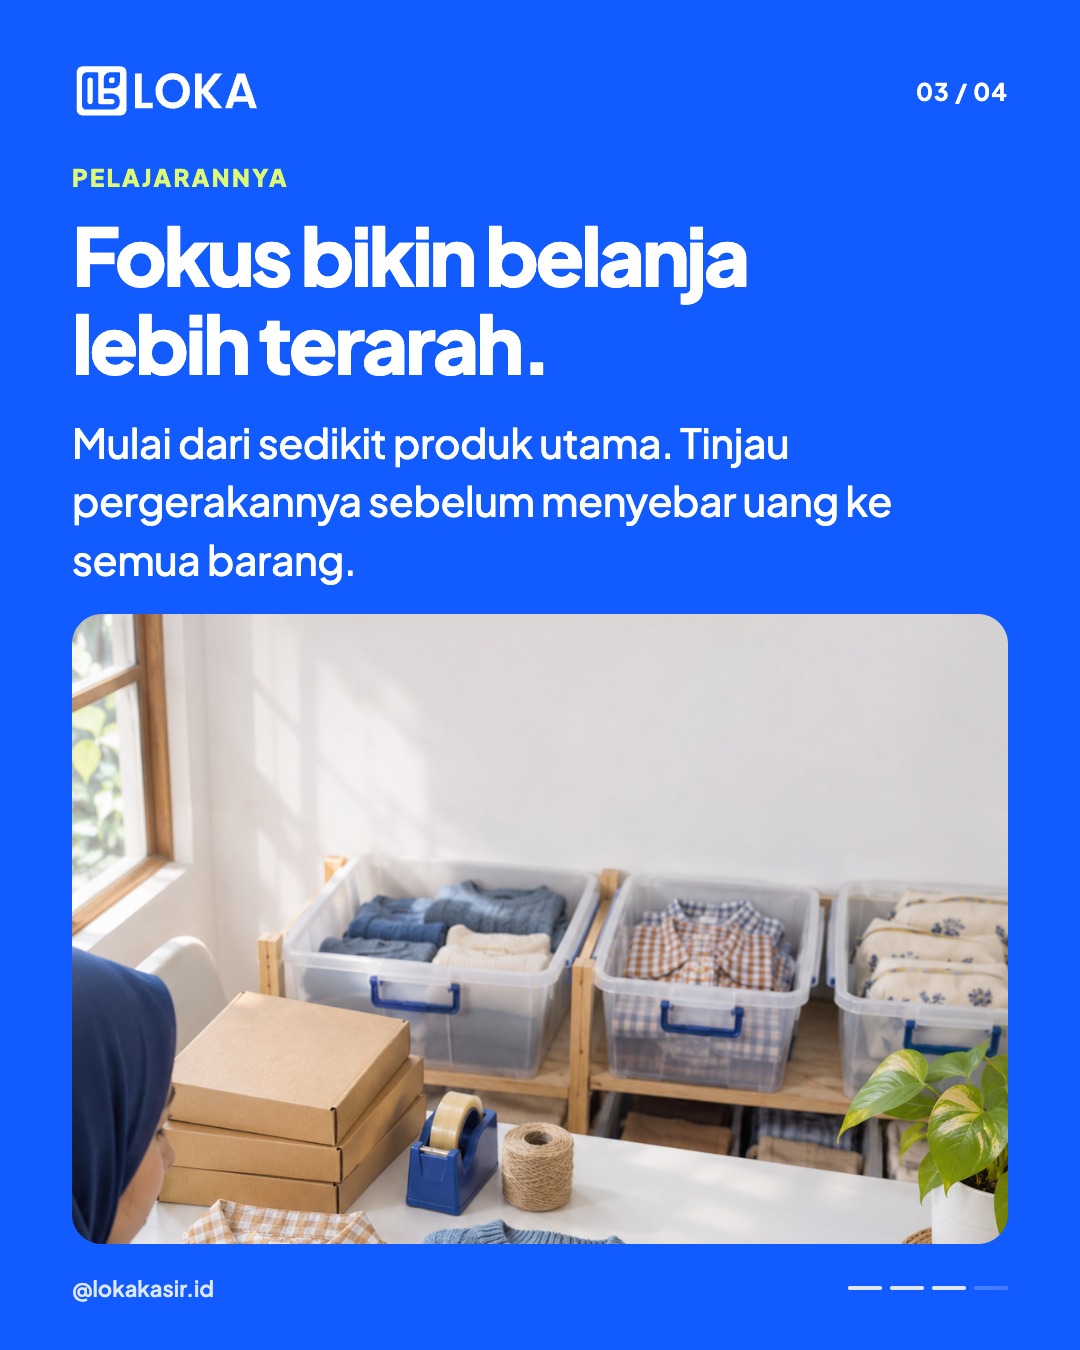 LOKA
03 / 04
PELAJARANNYA
Fokus bikin belanja
lebih terarah.
Mulai dari sedikit produk utama. Tinjau
pergerakannya sebelum menyebar uang ke
semua barang.
@lokakasir.id